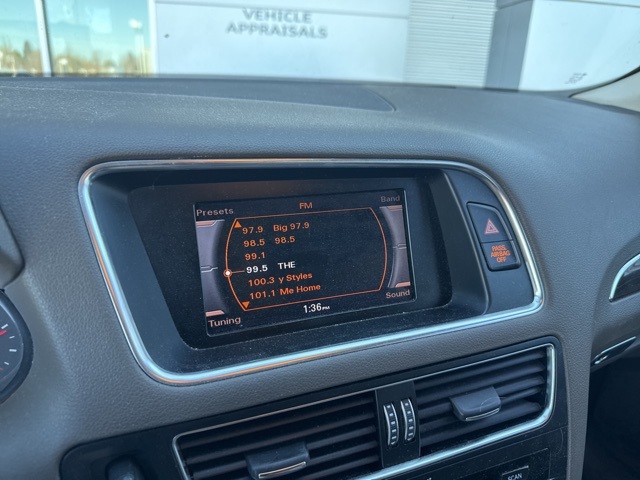 VEHICLE
APPRAISALS
Presets FM Band
97.9 Big 97.9
98.5 98.5
99.1
99.5 THE
100.3 y Styles
101.1 Me Home
Tuning 1:36PM Sound
PASS
AIRBAG
OFF
SCAN